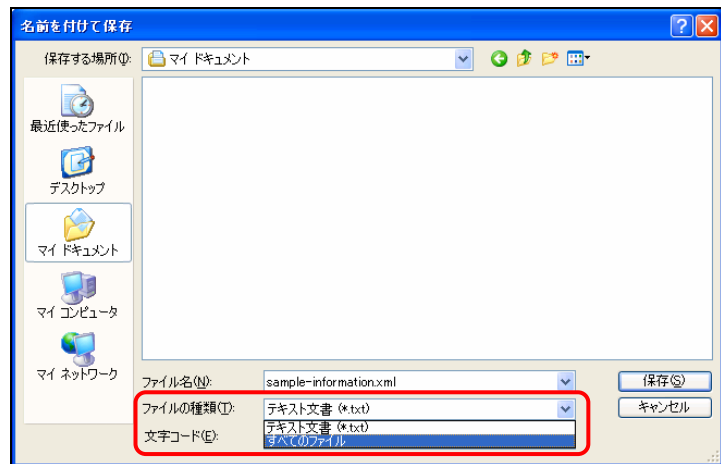 名前を付けて保存
保存する場所(I):
マイ ドキュメント
最近使ったファイル
デスクトップ
マイ ドキュメント
マイ コンピュータ
マイ ネットワーク
ファイル名(N):
sample-information.xml
保存(S)
ファイルの種類(T):
テキスト文書 (*.txt)
キャンセル
テキスト文書 (*.txt)
文字コード(E):
すべてのファイル